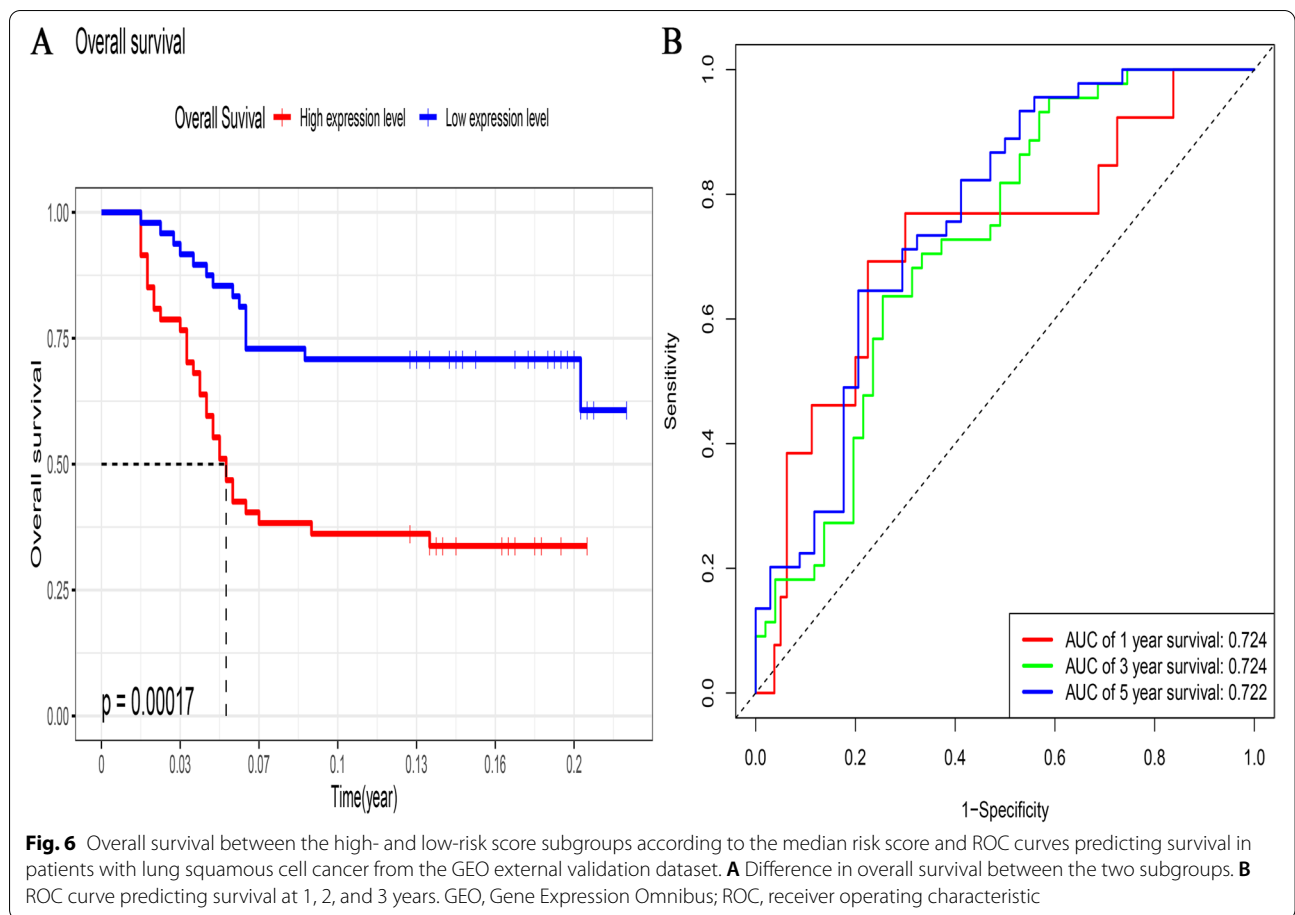 A Overall survival
Overall Suvival High expression level Low expression level
Overall survival
1.00
0.75
0.50
0.25
0.00
p = 0.00017
0 0.03 0.07 0.1 0.13 0.16 0.2
Time(year)
B
Sensitivity
1.0
0.8
0.6
0.4
0.2
0.0
AUC of 1 year survival: 0.724
AUC of 3 year survival: 0.724
AUC of 5 year survival: 0.722
0.0 0.2 0.4 0.6 0.8 1.0
1−Specificity
Fig. 6 Overall survival between the high- and low-risk score subgroups according to the median risk score and ROC curves predicting survival in
patients with lung squamous cell cancer from the GEO external validation dataset. A Difference in overall survival between the two subgroups. B
ROC curve predicting survival at 1, 2, and 3 years. GEO, Gene Expression Omnibus; ROC, receiver operating characteristic